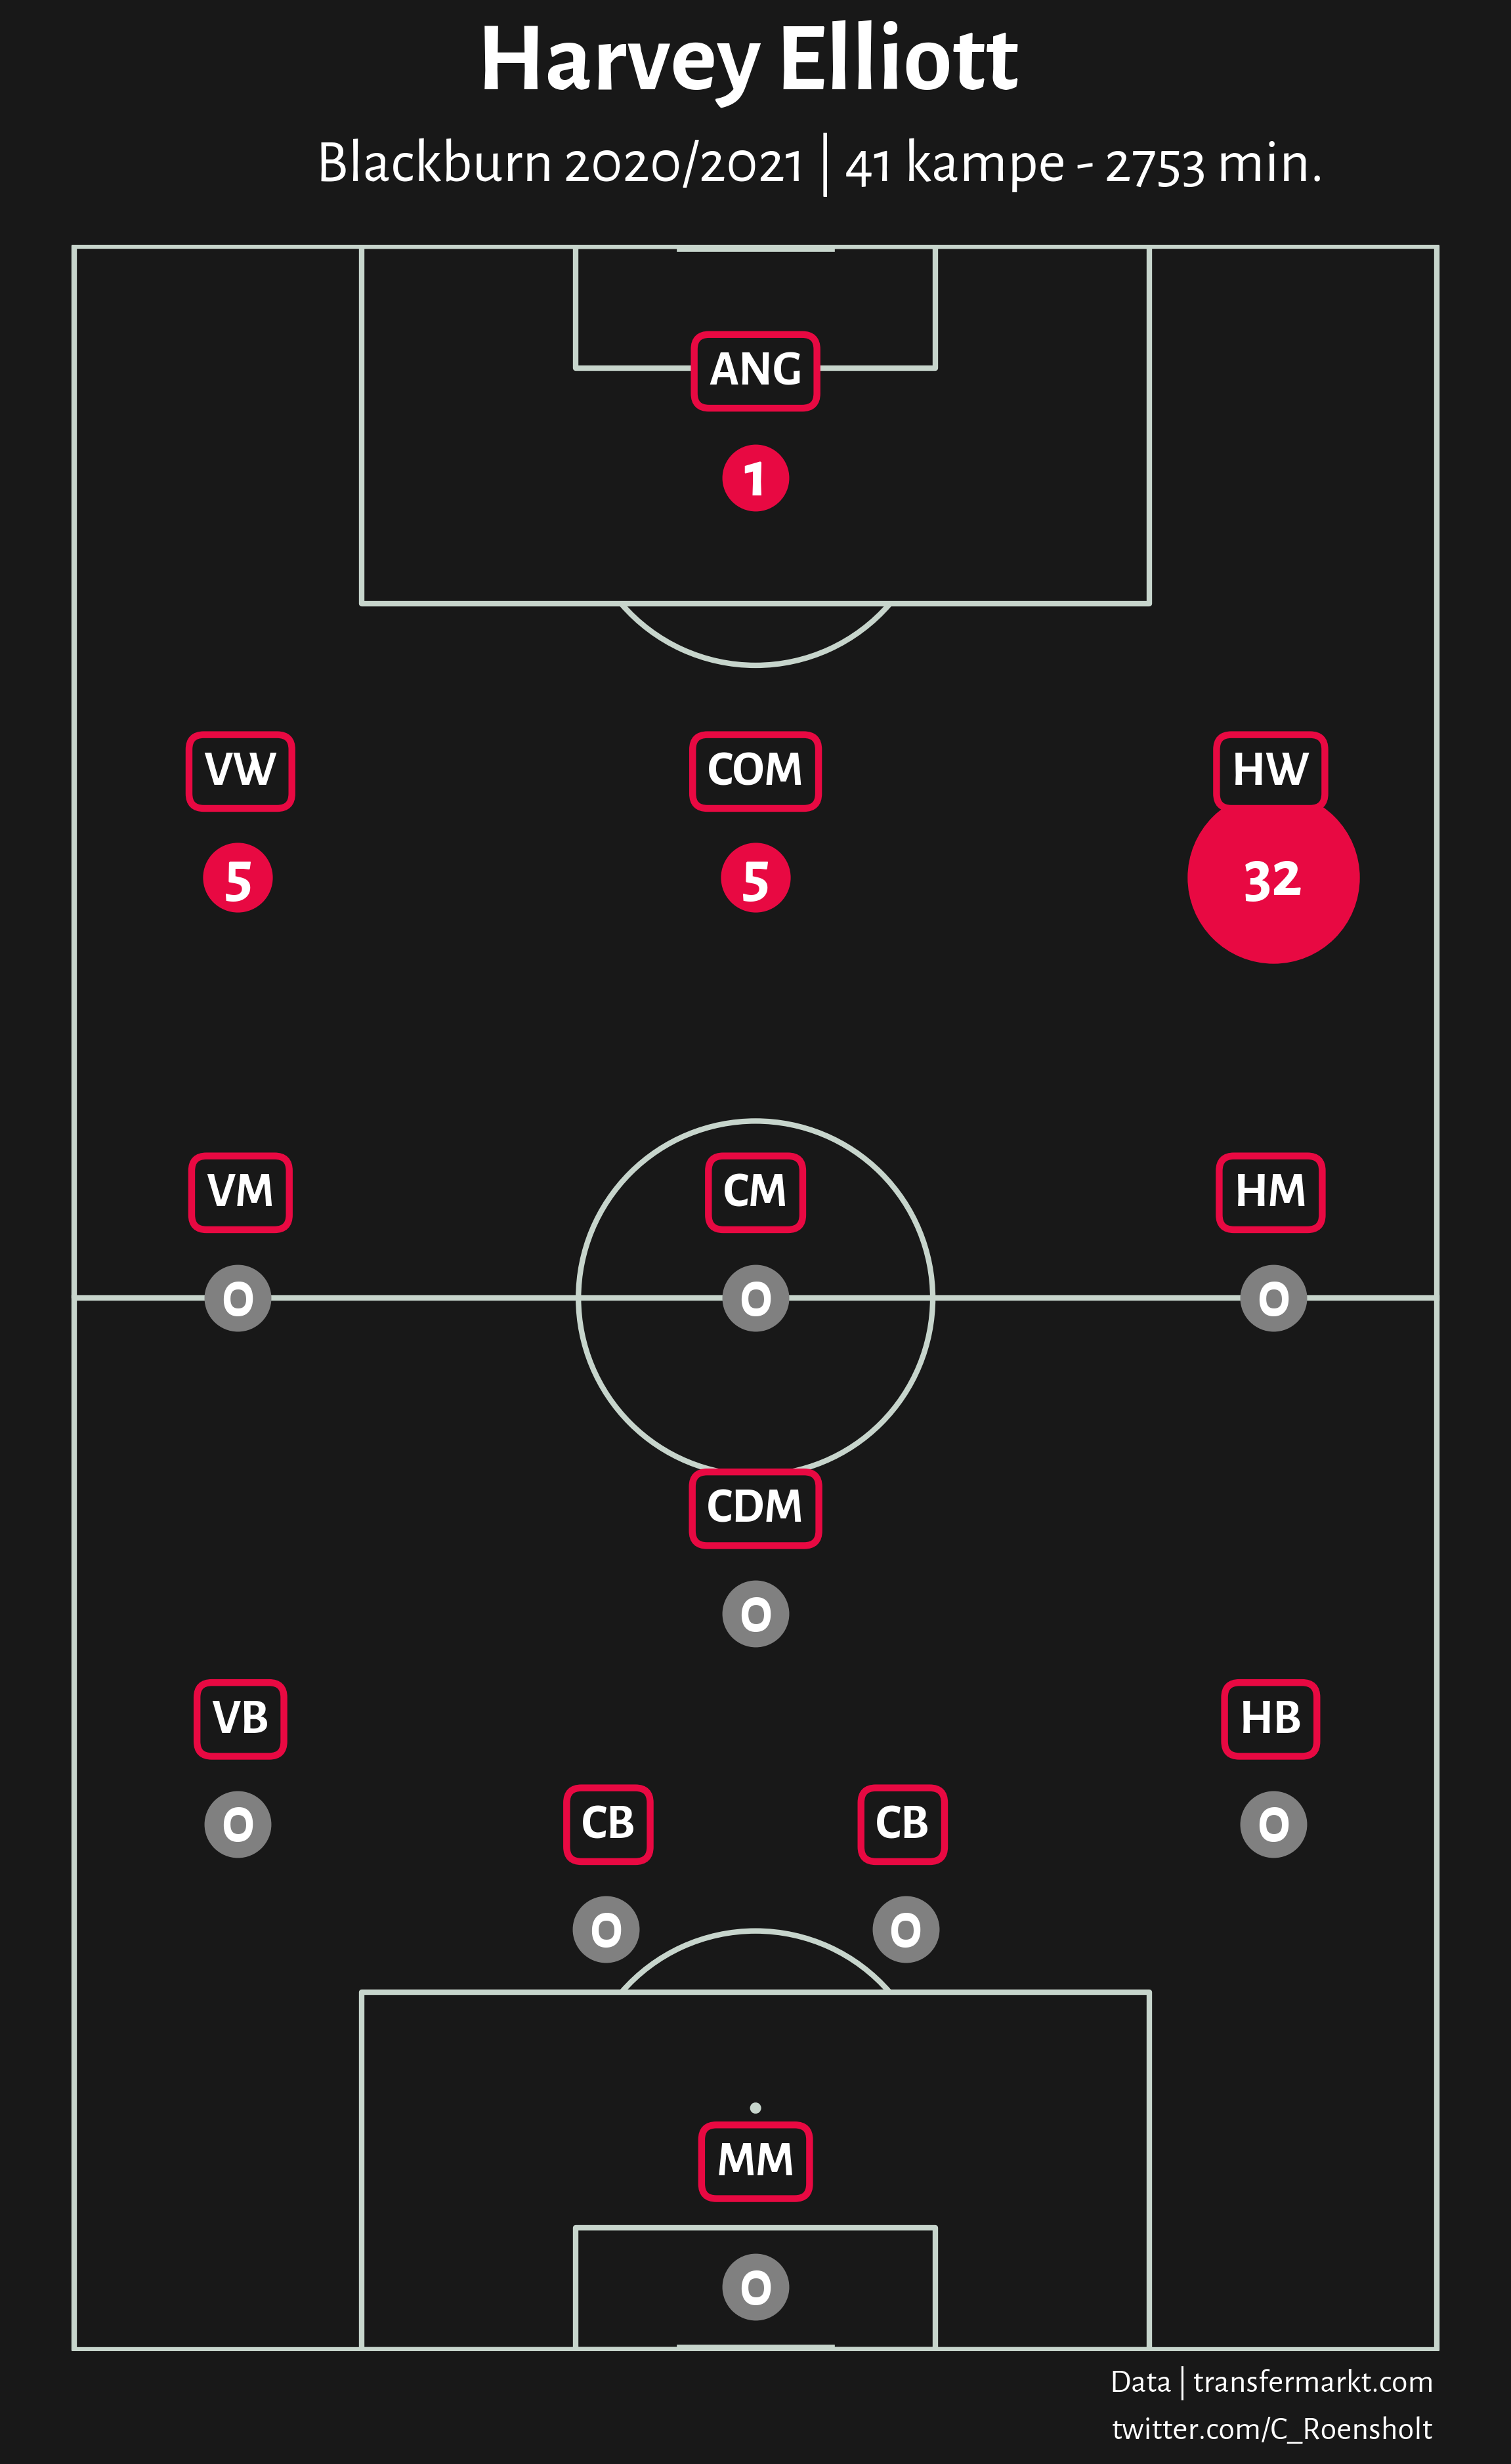 Harvey Elliott
Blackburn 2020/2021 | 41 kampe - 2753 min.
ANG
1
VW COM HW
5 5 32
VM CM HM
0 0 0
CDM
0
VB HB
CB CB
0 0
0 0
MM
0
Data | transfermarkt.com
twitter.com/C_Roensholt